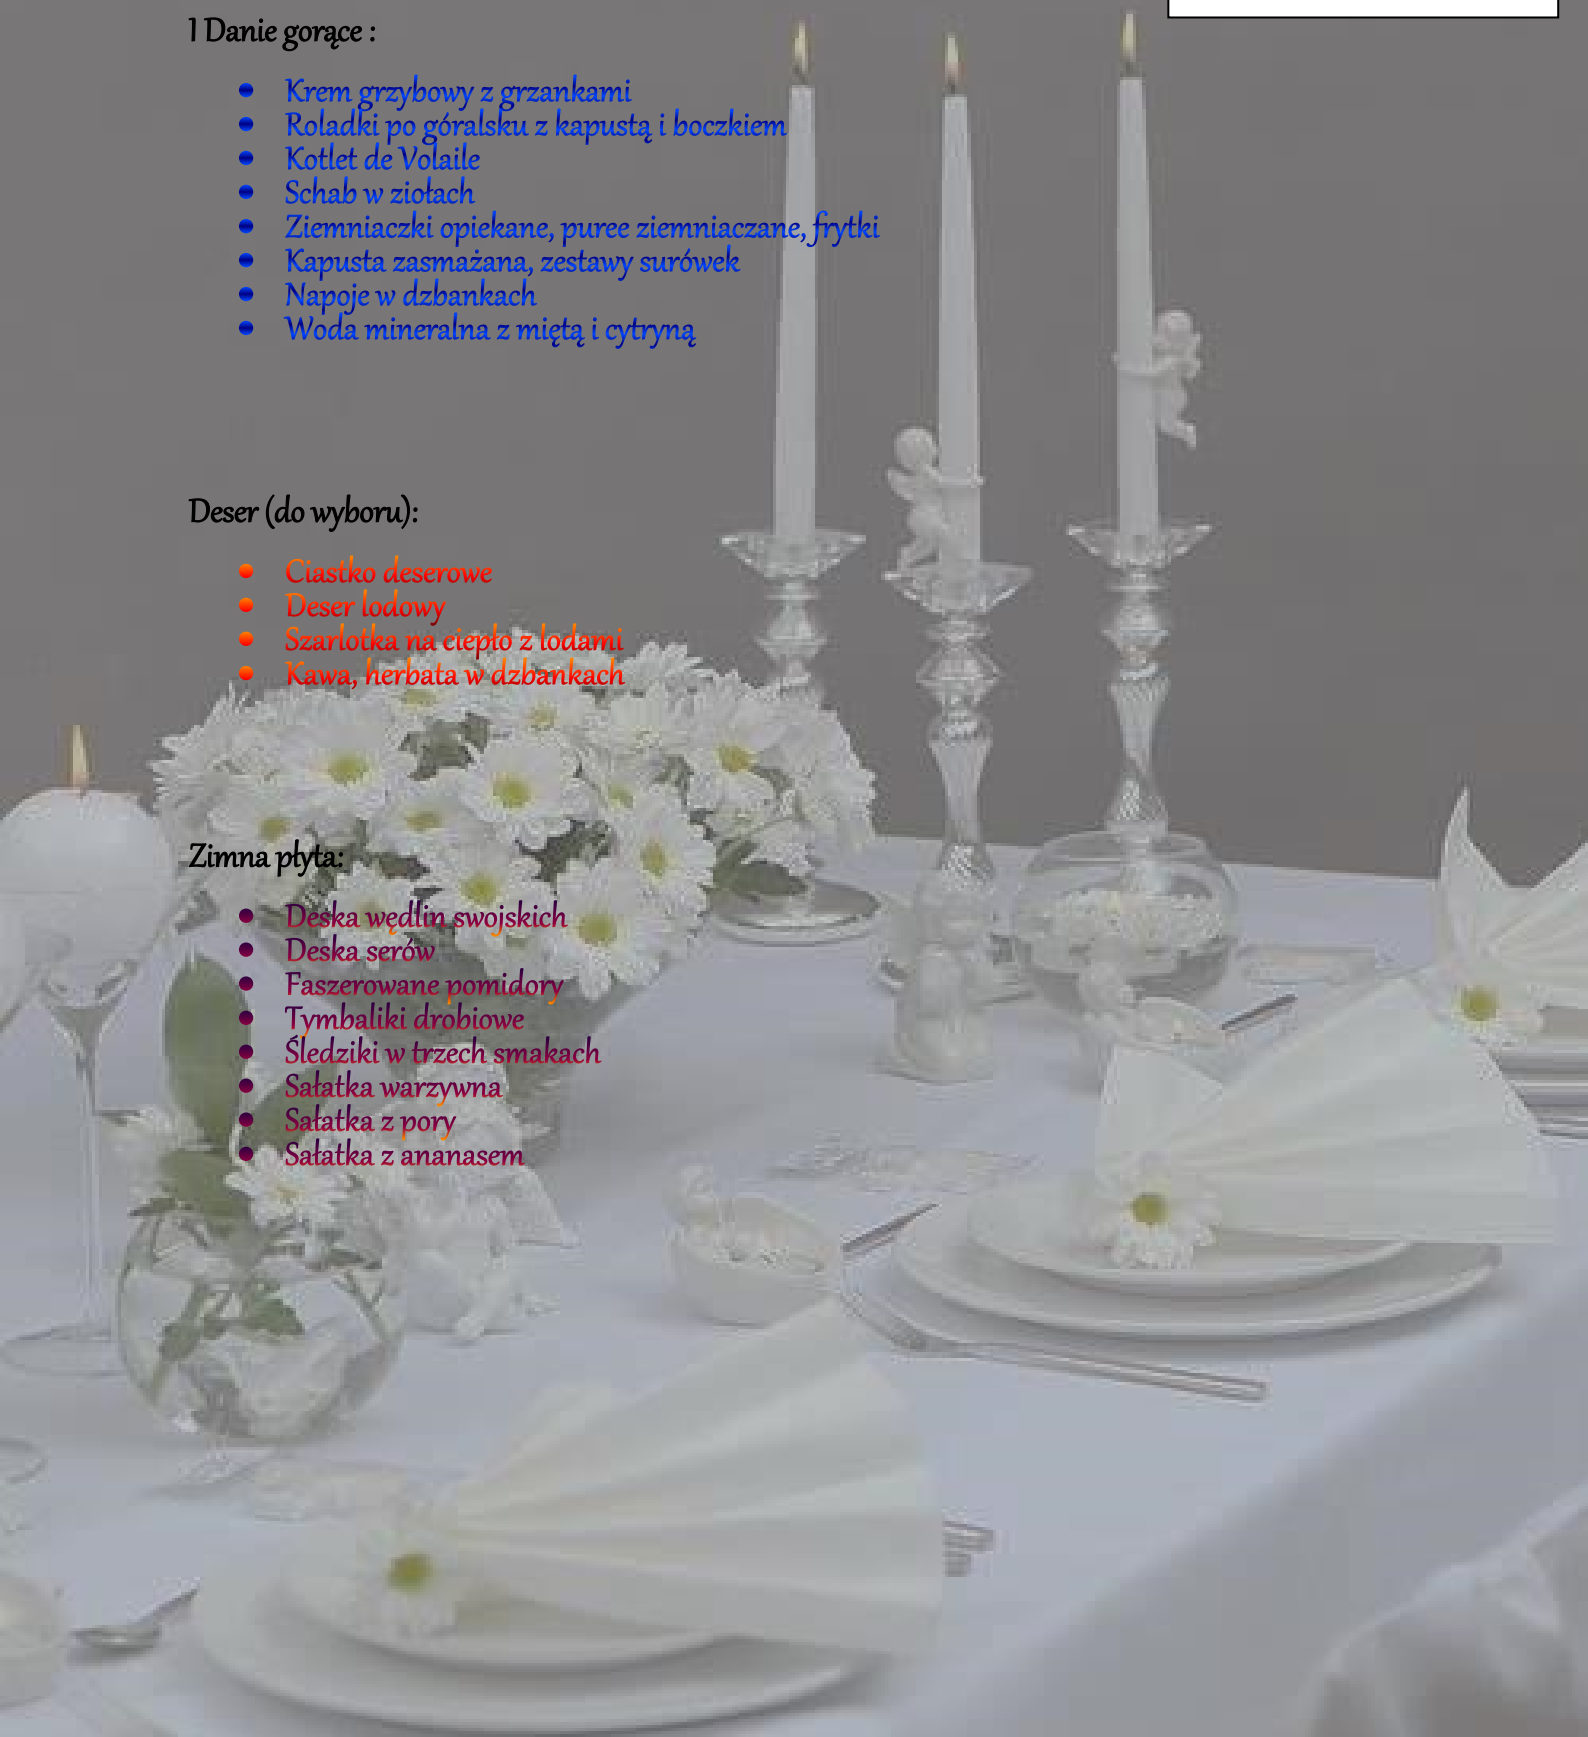 I Danie gorące :
• Krem grzybowy z grzankami
• Roladki po góralsku z kapustą i boczkiem
• Kotlet de Volaile
• Schab w ziołach
• Ziemniaczki opiekane, puree ziemniaczane, frytki
• Kapusta zasmażana, zestawy surówek
• Napoje w dzbankach
• Woda mineralna z miętą i cytryną
Deser (do wyboru):
• Ciastko deserowe
• Deser lodowy
• Szarlotka na ciepło z lodami
• Kawa, herbata w dzbankach
Zimna płyta:
• Deska wędlin swojskich
• Deska serów
• Faszerowane pomidory
• Tymbaliki drobiowe
• Śledziki w trzech smakach
• Sałatka warzywna
• Sałatka z pory
• Sałatka z ananasem